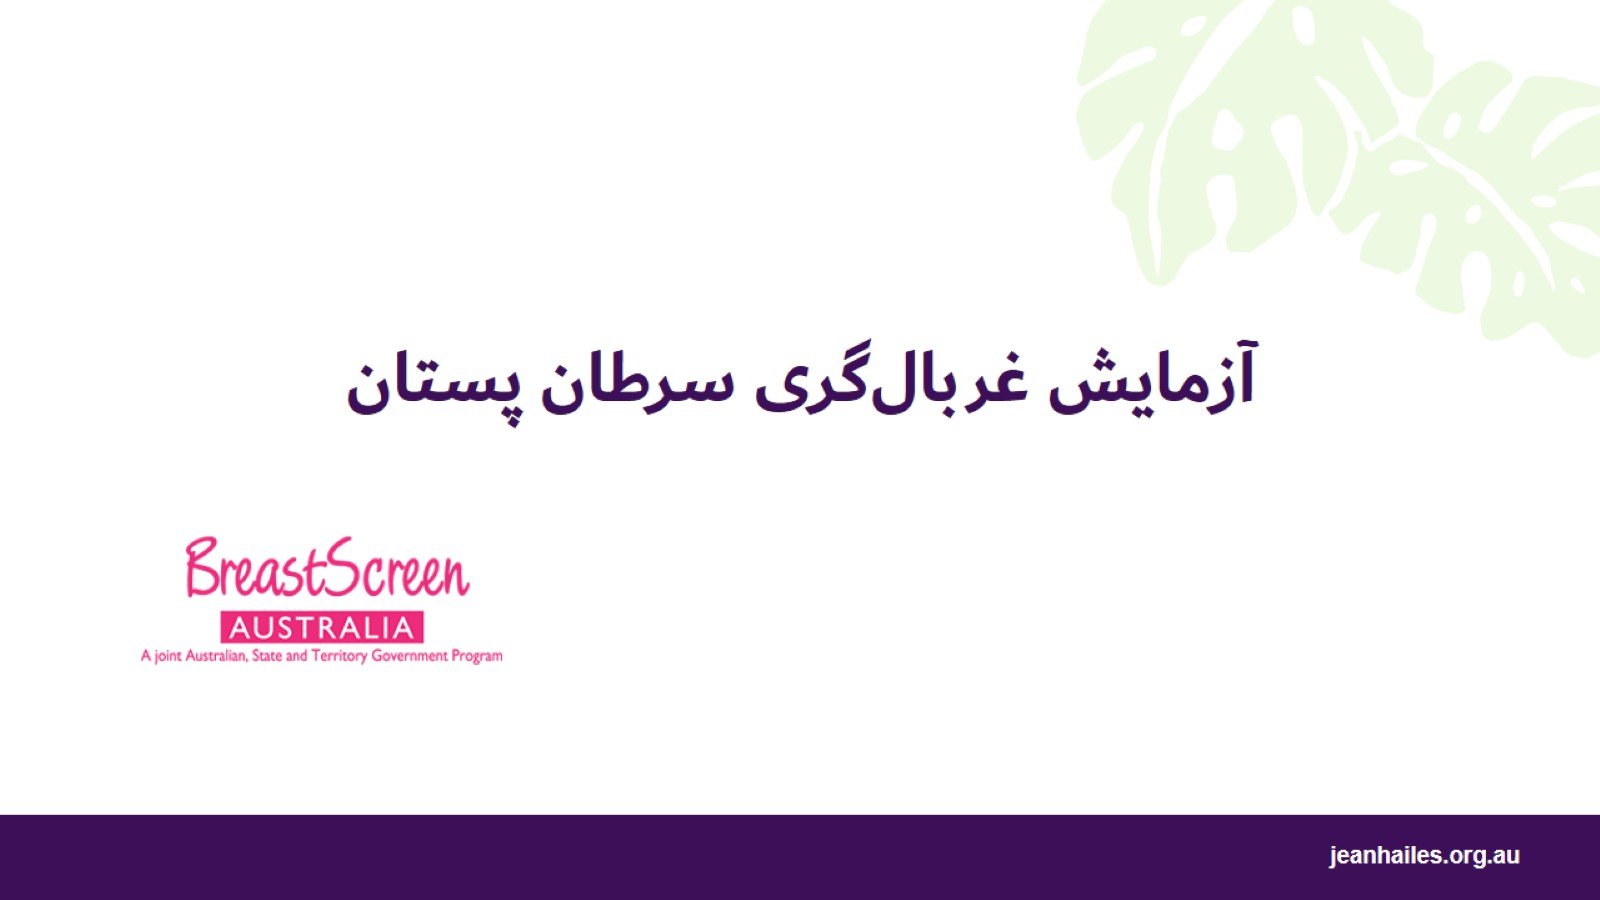 آزمایش غربال‌گری سرطان پستان
BreastScreen
AUSTRALIA
A joint Australian, State and Territory Government Program
jeanhailes.org.au